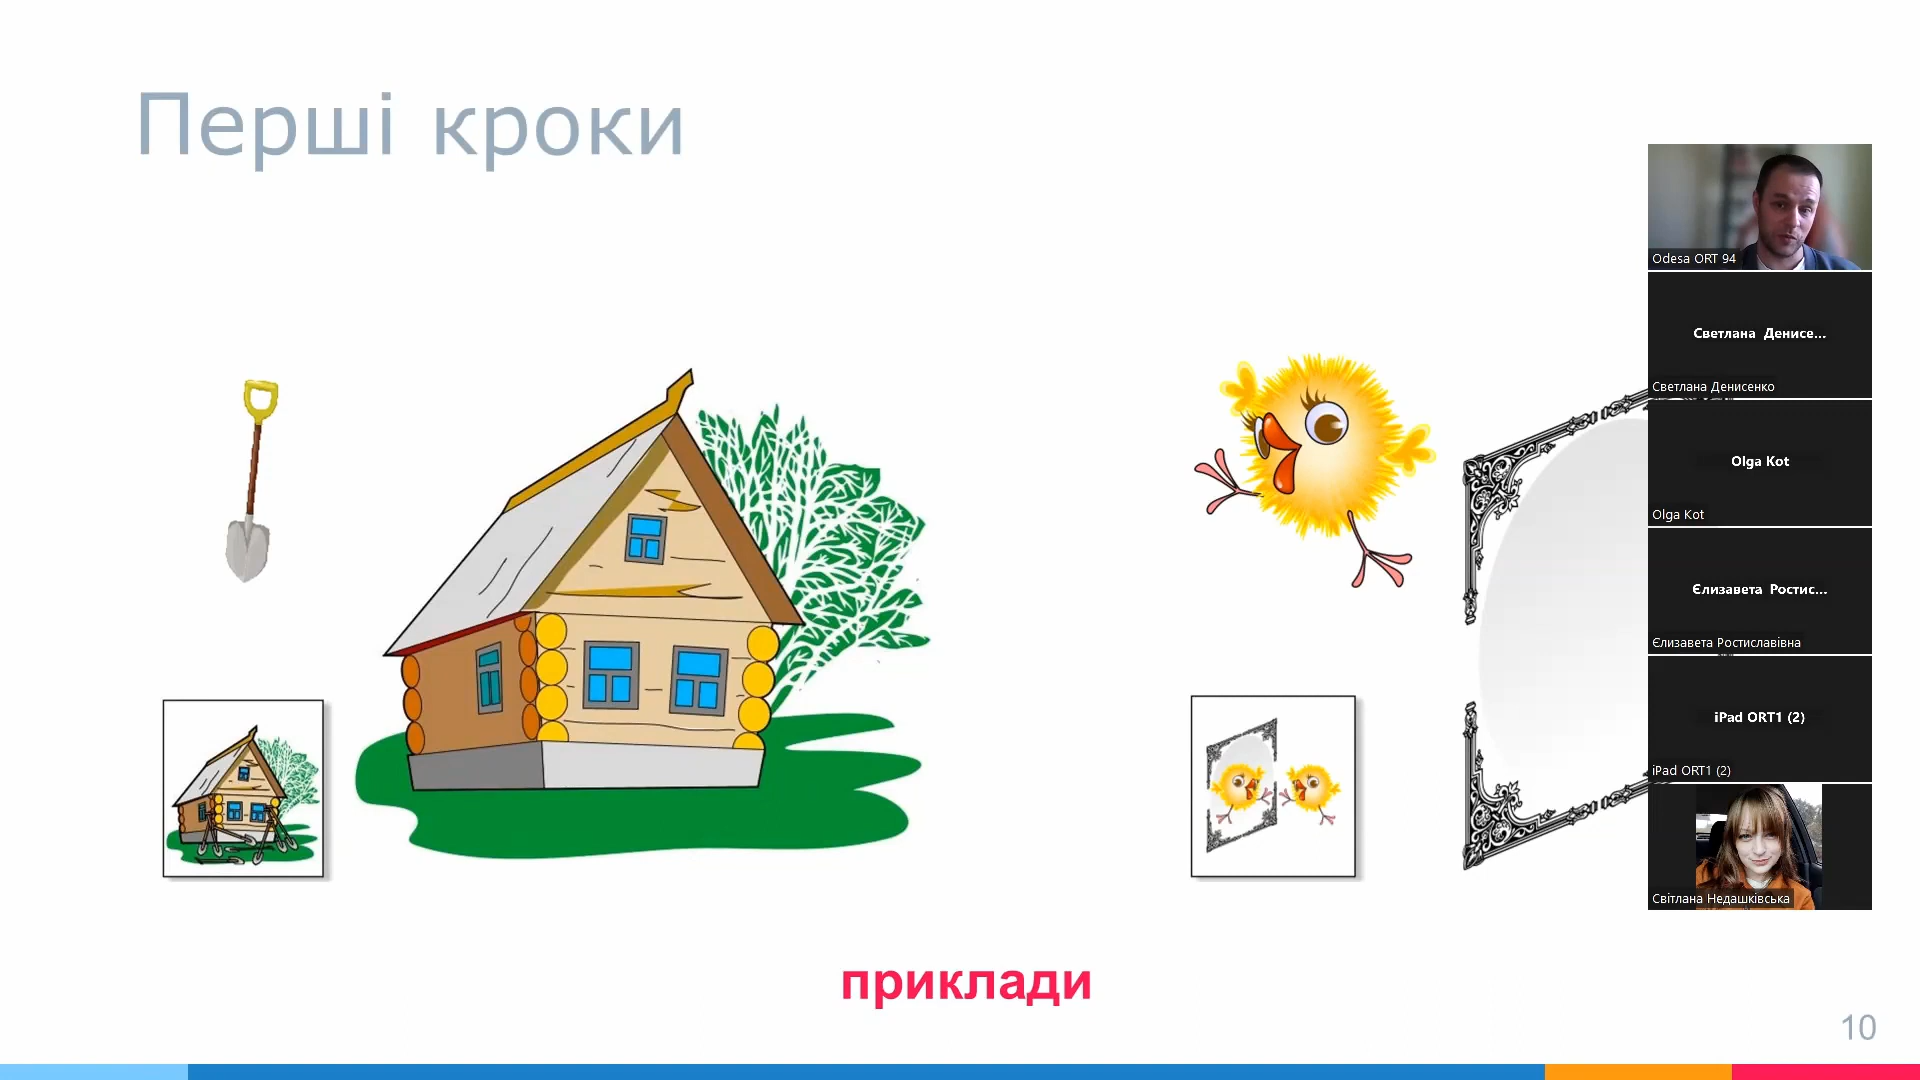 Перші кроки
Odesa ORT 94
Светлана Денисе...
Светлана Денисенко
Olga Kot
Olga Kot
Єлизавета Ростис...
Єлизавета Ростиславівна
iPad ORT1 (2)
iPad ORT1 (2)
Світлана Недашківська
приклади
10